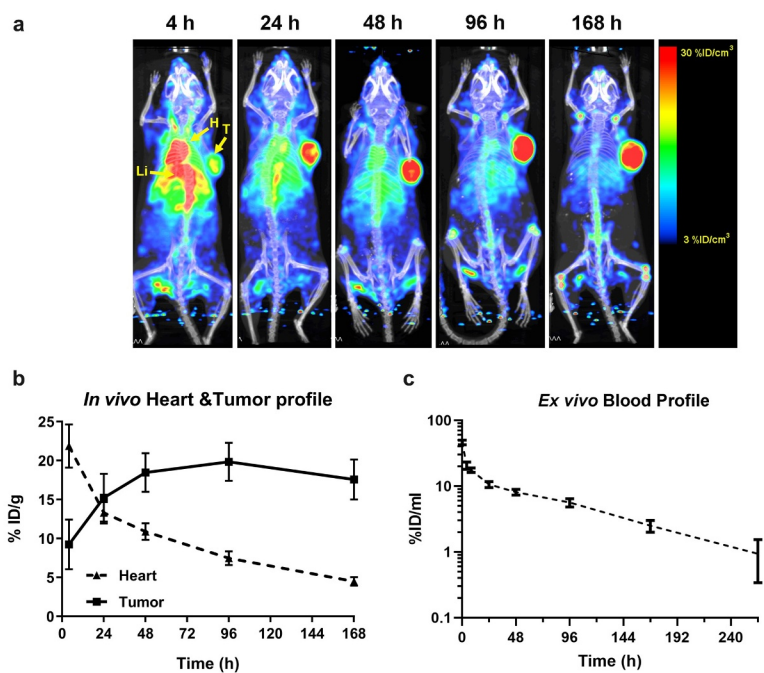 a
4 h 24 h 48 h 96 h 168 h
30 %ID/cm³
H
T
Li
3 %ID/cm³
b
In vivo Heart &Tumor profile
25
20
15
10
5
0
% ID/g
Heart
Tumor
0 24 48 72 96 120 144 168
Time (h)
c
Ex vivo Blood Profile
100
10
1
0.1
%ID/ml
0 48 96 144 192 240
Time (h)